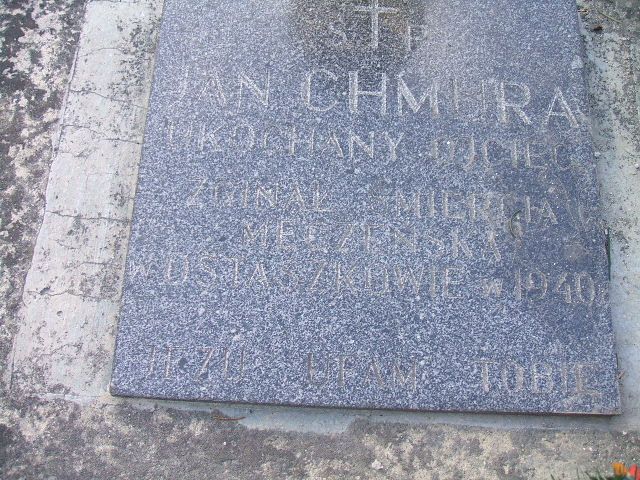 Ś P
JAN CHMURA
UKOCHANY OJCIEC
ZGINĄŁ ŚMIERCIĄ
MĘCZEŃSKĄ
w OSTASZKOWIE w 1940 r.
JEZU UFAM TOBIE